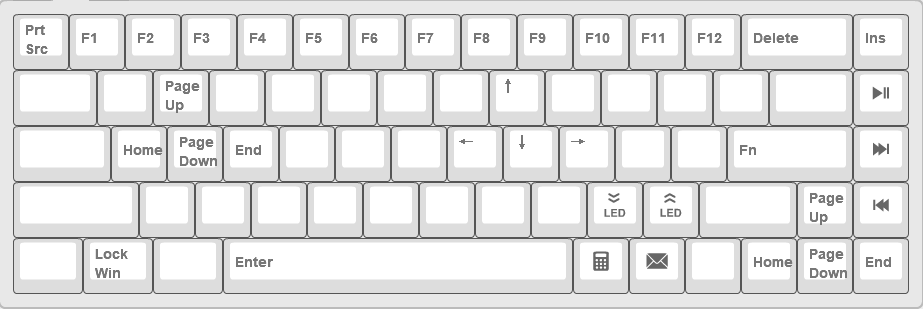 Prt Src F1 F2 F3 F4 F5 F6 F7 F8 F9 F10 F11 F12 Delete Ins
Page Up ↑
Home Page Down End ← ↓ → Fn
LED LED Page Up
Lock Win Enter Home Page Down End